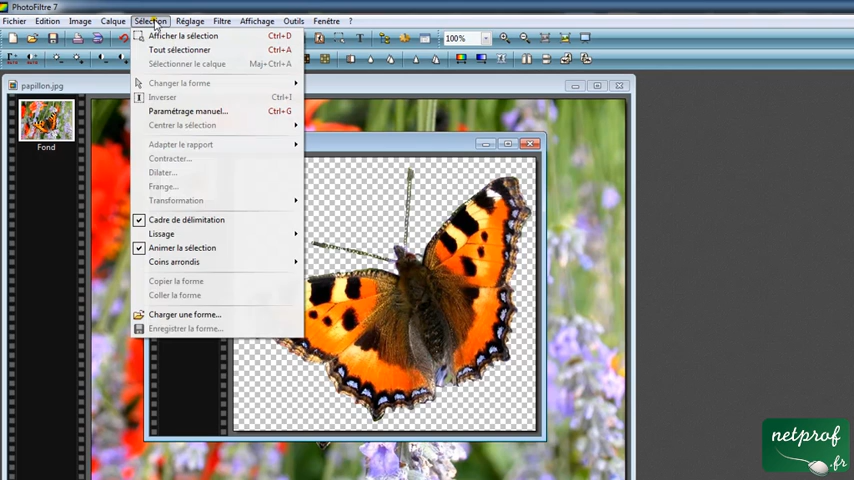 PhotoFiltre 7
Fichier Edition Image Calque Sélection Réglage Filtre Affichage Outils Fenêtre ?
100%
Afficher la sélection Ctrl+D
Tout sélectionner Ctrl+A
Sélectionner le calque Maj+Ctrl+A
Changer la forme
Inverser Ctrl+I
Paramétrage manuel... Ctrl+G
Centrer la sélection
Adapter le rapport
Contracter...
Dilater...
Frange...
Transformation
Cadre de délimitation
Lissage
Animer la sélection
Coins arrondis
Copier la forme
Coller la forme
Charger une forme...
Enregistrer la forme...
papillon.jpg
Fond
netprof
.fr